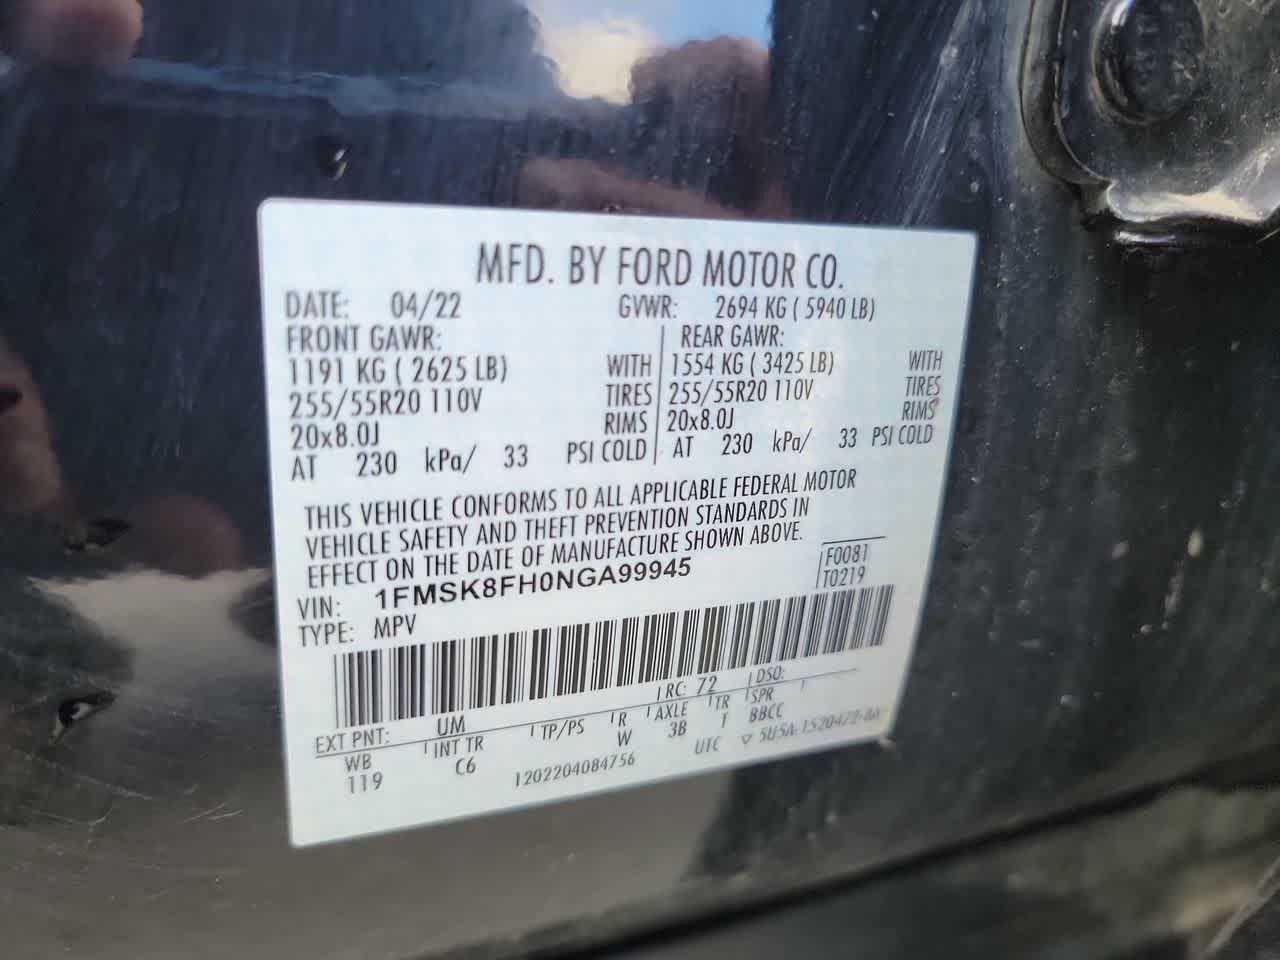 MFD. BY FORD MOTOR CO.
DATE: 04/22 GVWR: 2694 KG ( 5940 LB)
FRONT GAWR: REAR GAWR:
1191 KG ( 2625 LB) WITH 1554 KG ( 3425 LB) WITH
255/55R20 110V TIRES 255/55R20 110V TIRES
20x8.0J RIMS 20x8.0J RIMS
AT 230 kPa/ 33 PSI COLD AT 230 kPa/ 33 PSI COLD
THIS VEHICLE CONFORMS TO ALL APPLICABLE FEDERAL MOTOR
VEHICLE SAFETY AND THEFT PREVENTION STANDARDS IN
EFFECT ON THE DATE OF MANUFACTURE SHOWN ABOVE.
VIN: 1FMSK8FH0NGA99945 F0081
TYPE: MPV T0219
EXT PNT: UM RC: 72 DSO:
WB INT TR TP/PS R AXLE TR SPR
119 C6 W 3B T BBCC
1202204084756 UTC ▽